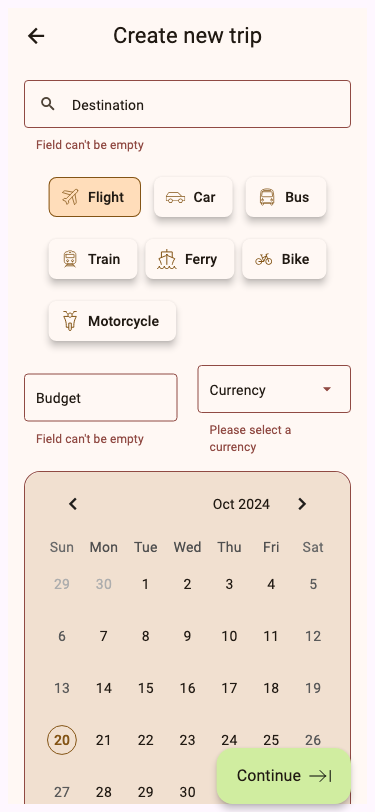 Create new trip
Destination
Field can't be empty
Flight Car Bus
Train Ferry Bike
Motorcycle
Budget Currency
Field can't be empty Please select a
currency
Oct 2024
Sun Mon Tue Wed Thu Fri Sat
29 30 1 2 3 4 5
6 7 8 9 10 11 12
13 14 15 16 17 18 19
20 21 22 23 24 25 26
27 28 29 30
Continue